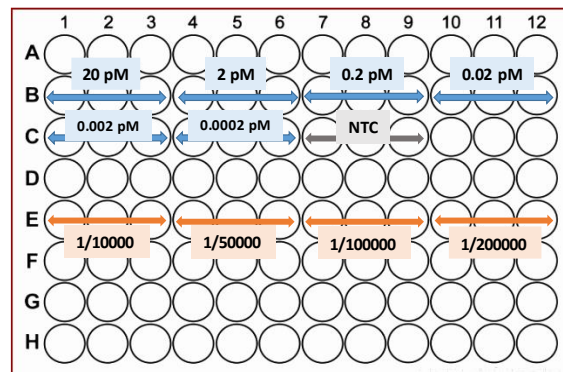 1 2 3 4 5 6 7 8 9 10 11 12
A
20 pM 2 pM 0.2 pM 0.02 pM
B
0.002 pM 0.0002 pM NTC
C
D
E
1/10000 1/50000 1/100000 1/200000
F
G
H